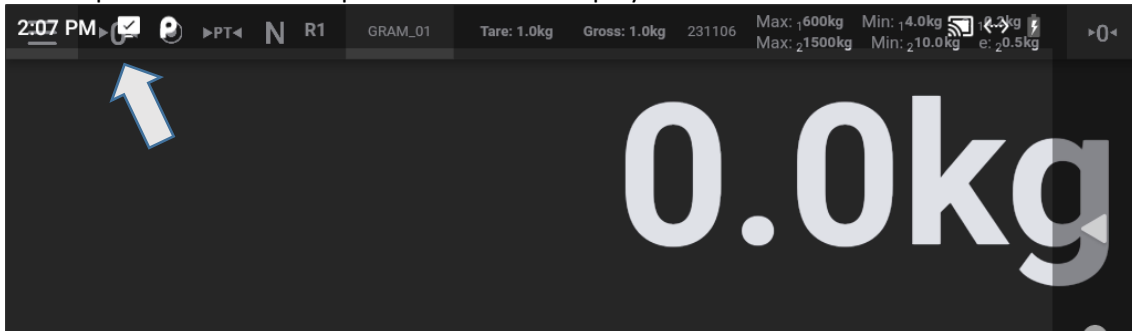 2:07 PM ▸0◂ ▸PT◂ N R1 GRAM_01 Tare: 1.0kg Gross: 1.0kg 231106 Max: ₁600kg Min: ₁4.0kg ▸0◂
Max: ₂1500kg Min: ₂10.0kg e: ₂0.5kg
0.0kg